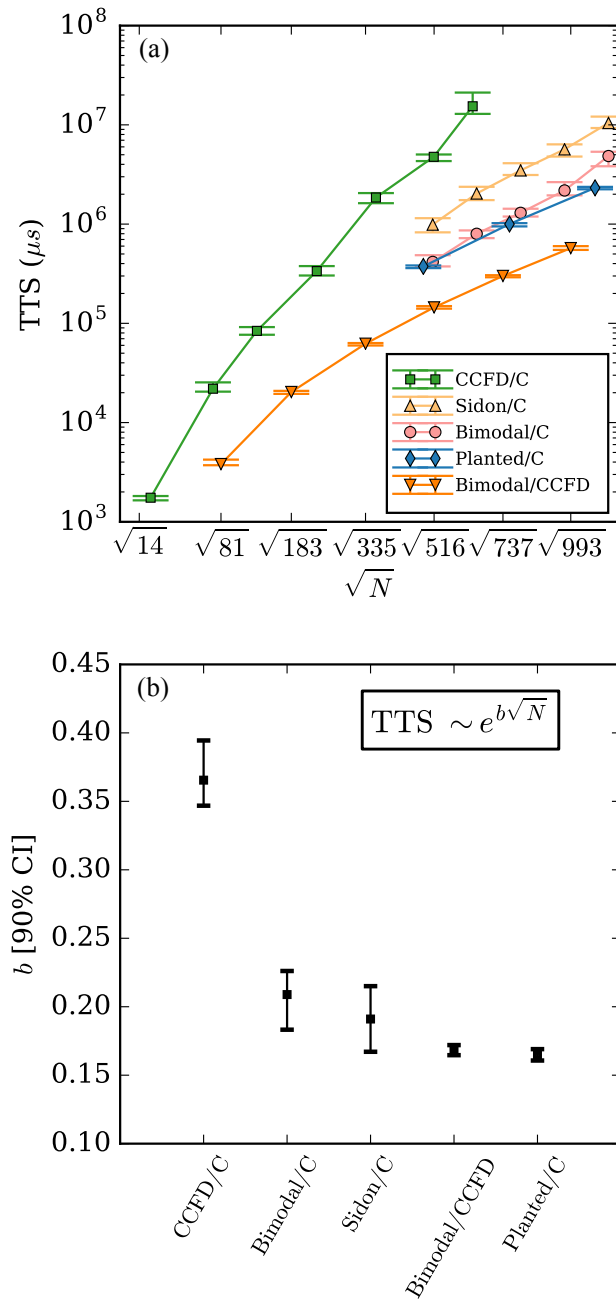 (a)
10^8
10^7
10^6
10^5
10^4
10^3
TTS (μs)
CCFD/C
Sidon/C
Bimodal/C
Planted/C
Bimodal/CCFD
√14 √81 √183 √335 √516 √737 √993
√N
(b)
TTS ∼ e^{b√N}
0.45
0.40
0.35
0.30
0.25
0.20
0.15
0.10
b [90% CI]
CCFD/C
Bimodal/C
Sidon/C
Bimodal/CCFD
Planted/C